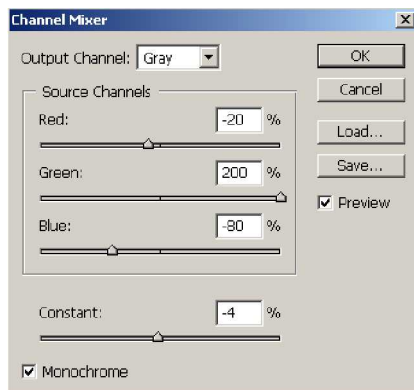 Channel Mixer
Output Channel: Gray
OK
Cancel
Source Channels
Red: -20 %
Load...
Green: 200 %
Save...
Preview
Blue: -80 %
Constant: -4 %
Monochrome